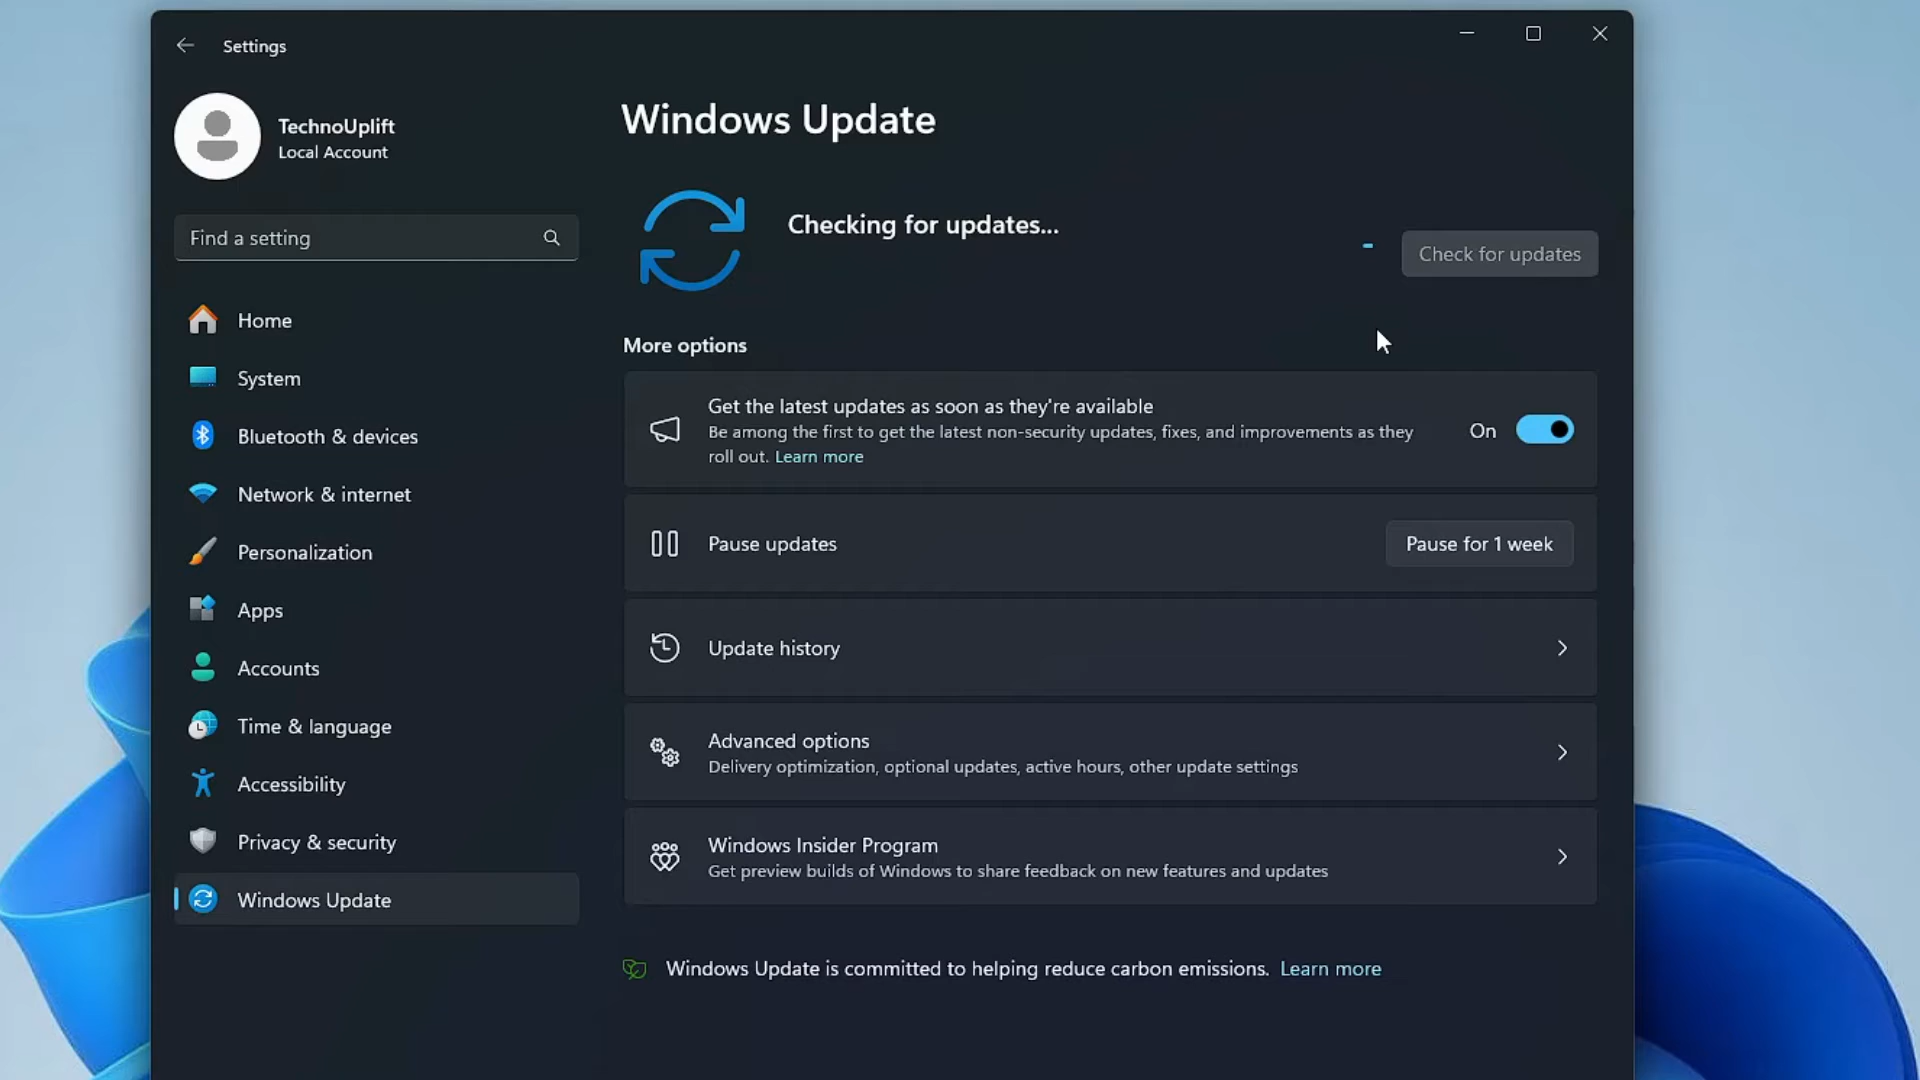 Settings
TechnoUplift
Local Account
Find a setting
Home
System
Bluetooth & devices
Network & internet
Personalization
Apps
Accounts
Time & language
Accessibility
Privacy & security
Windows Update
Windows Update
Checking for updates...
Check for updates
More options
Get the latest updates as soon as they're available
Be among the first to get the latest non-security updates, fixes, and improvements as they
roll out. Learn more
On
Pause updates
Pause for 1 week
Update history
Advanced options
Delivery optimization, optional updates, active hours, other update settings
Windows Insider Program
Get preview builds of Windows to share feedback on new features and updates
Windows Update is committed to helping reduce carbon emissions. Learn more